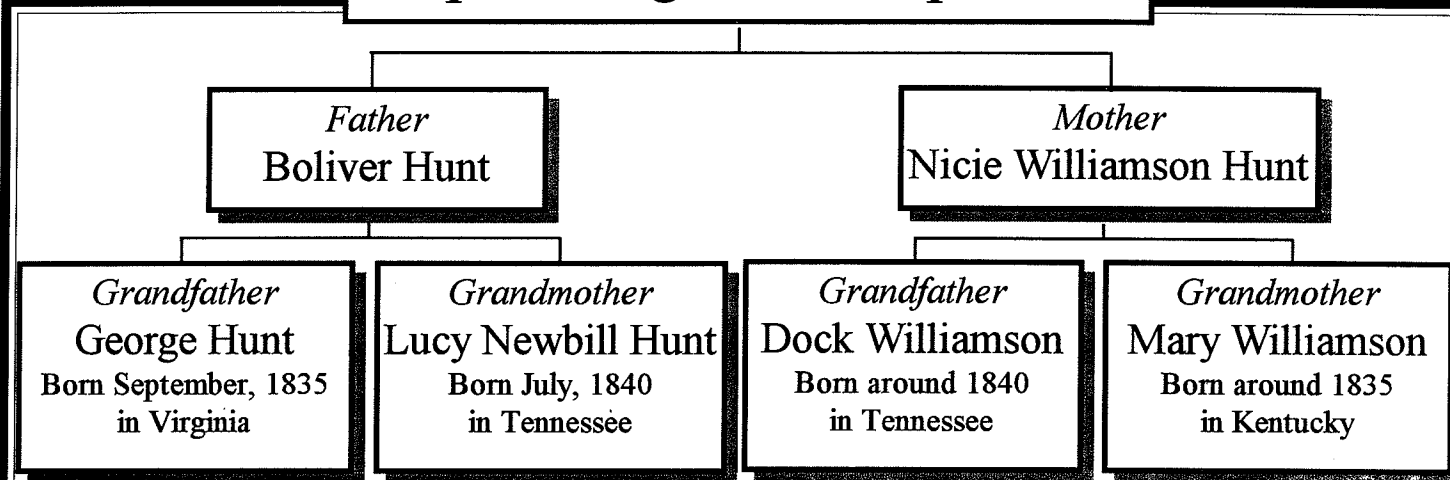 Father
Boliver Hunt
Mother
Nicie Williamson Hunt
Grandfather
George Hunt
Born September, 1835
in Virginia
Grandmother
Lucy Newbill Hunt
Born July, 1840
in Tennessee
Grandfather
Dock Williamson
Born around 1840
in Tennessee
Grandmother
Mary Williamson
Born around 1835
in Kentucky